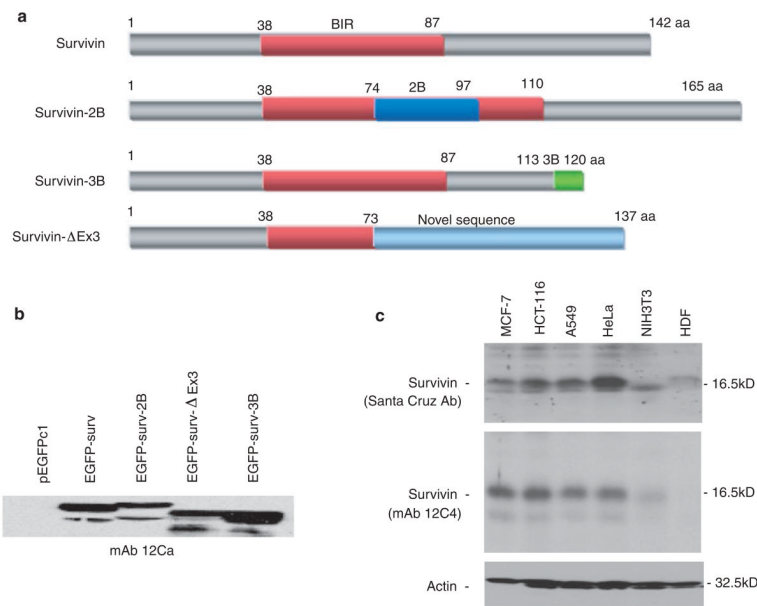 a
1 38 BIR 87 142 aa
Survivin
1 38 74 2B 97 110 165 aa
Survivin-2B
1 38 87 113 3B 120 aa
Survivin-3B
1 38 73 Novel sequence 137 aa
Survivin-ΔEx3
b
pEGFPc1
EGFP-surv
EGFP-surv-2B
EGFP-surv-Δ Ex3
EGFP-surv-3B
mAb 12Ca
c
MCF-7
HCT-116
A549
HeLa
NIH3T3
HDF
Survivin - - 16.5kD
(Santa Cruz Ab)
Survivin - - 16.5kD
(mAb 12C4)
Actin - - 32.5kD